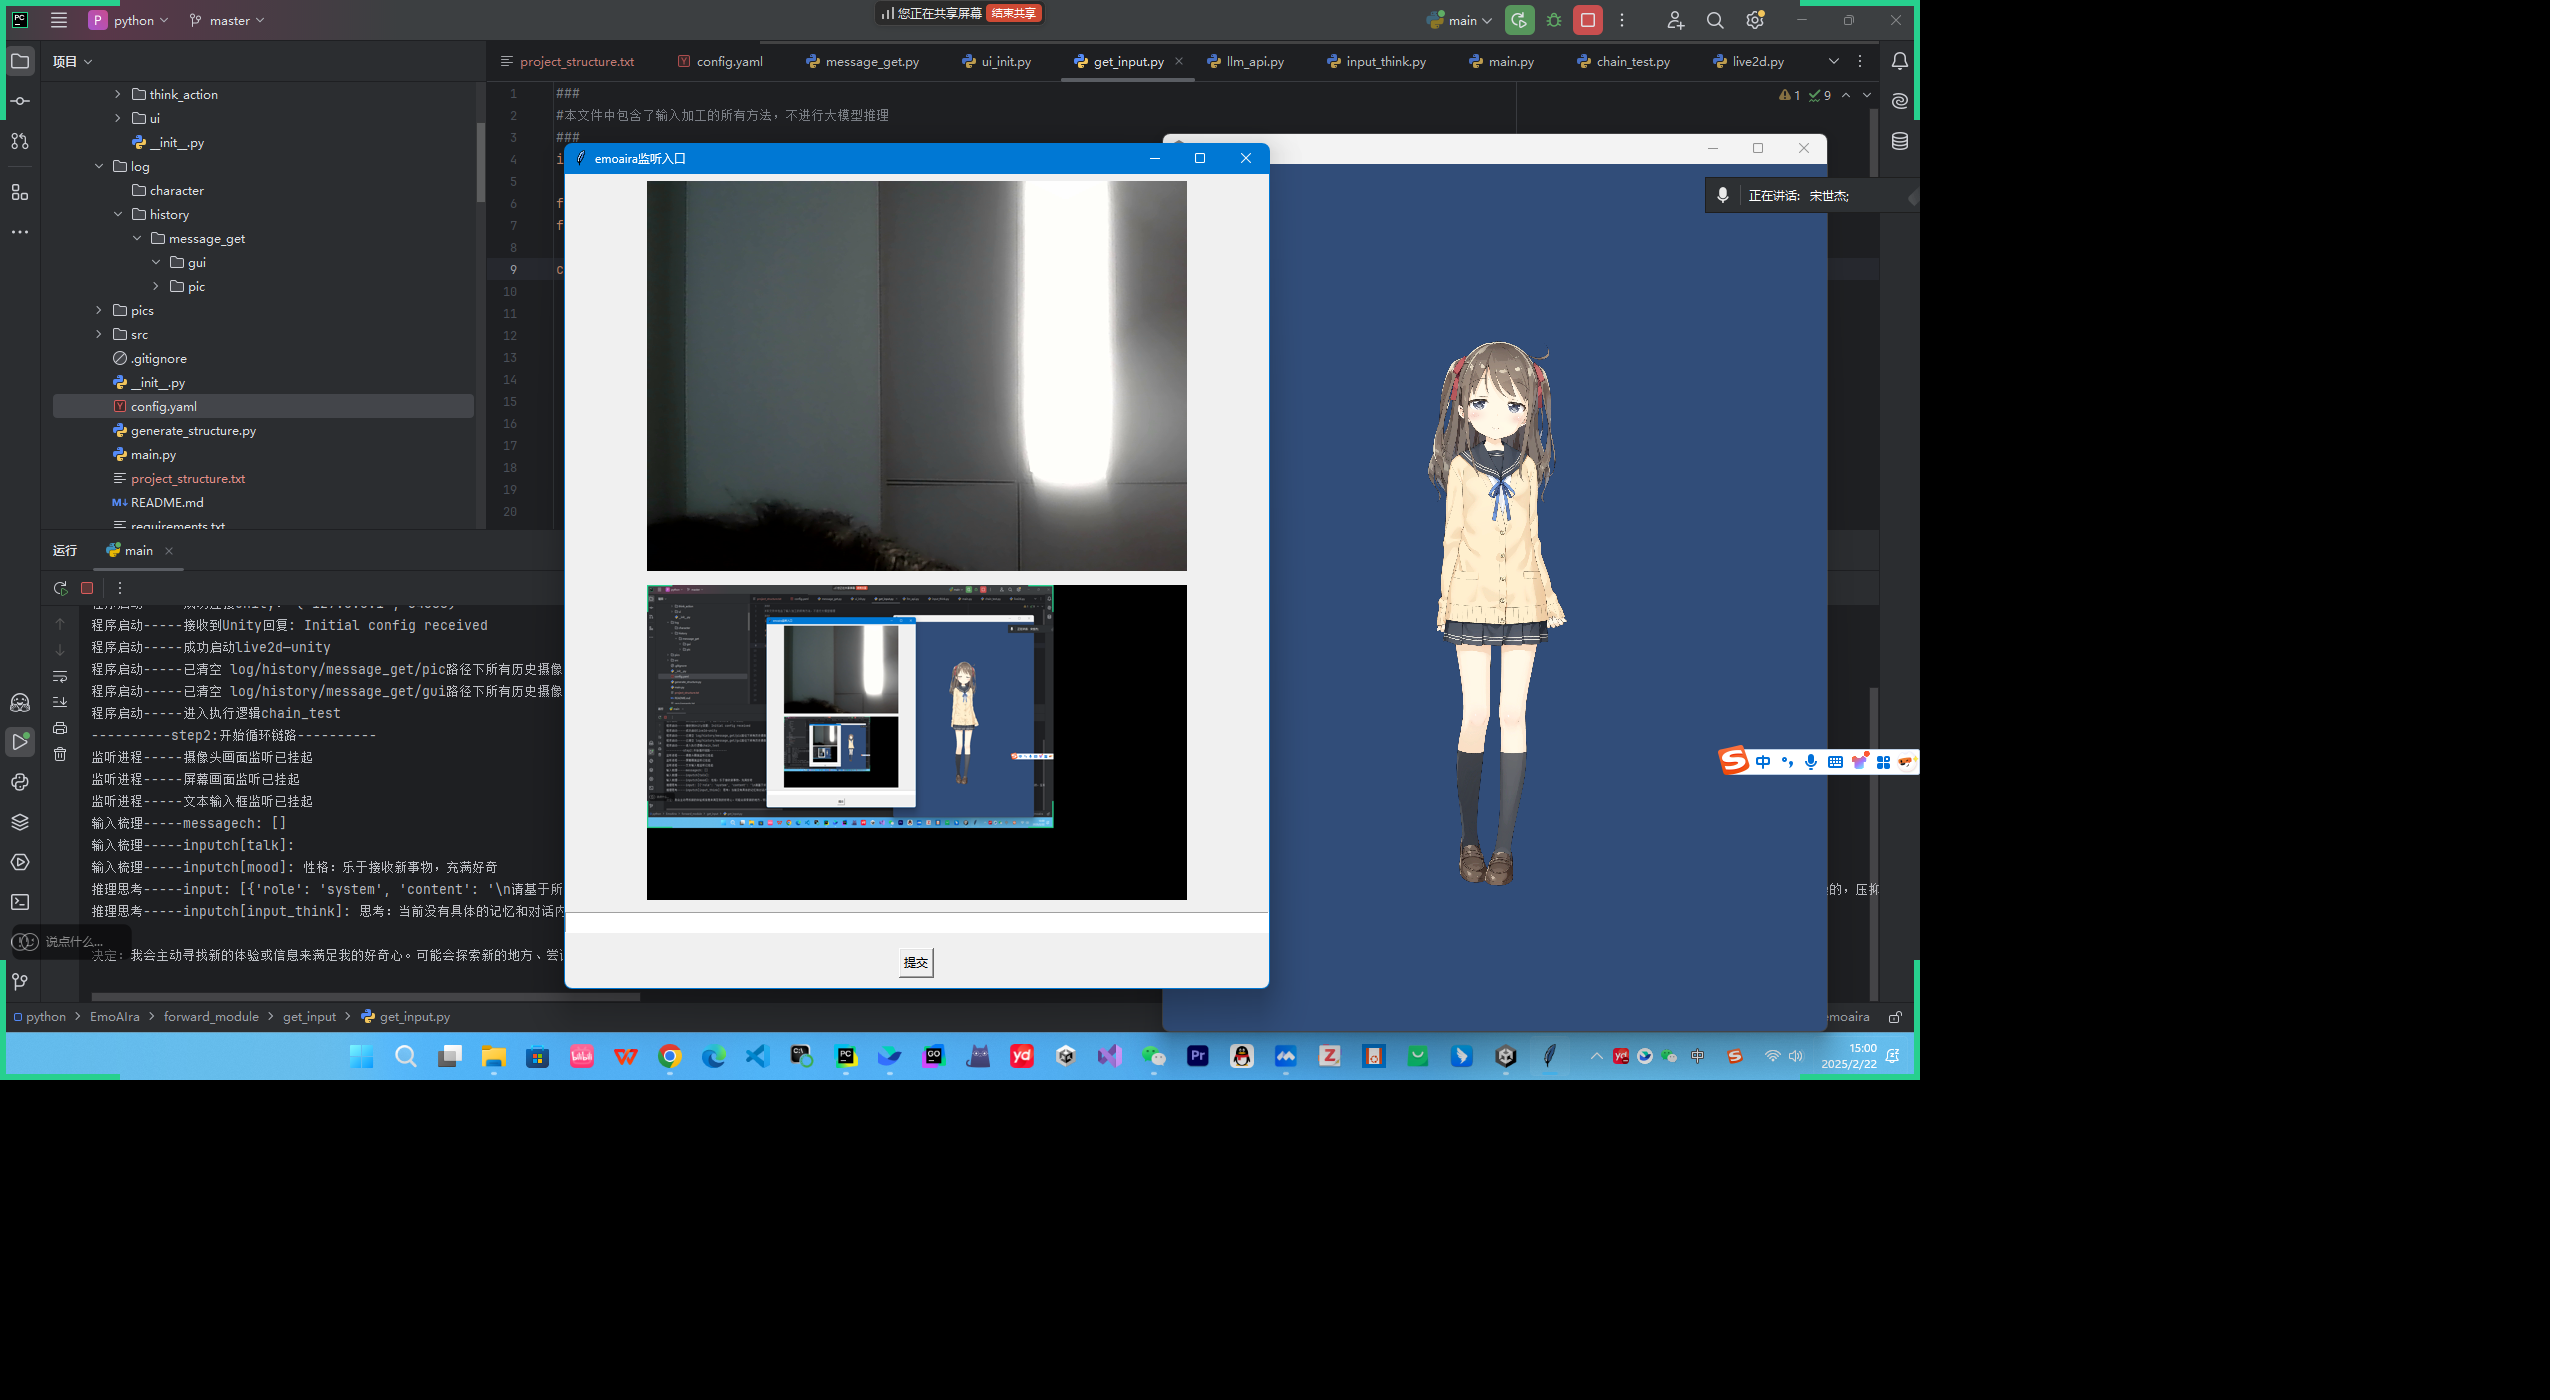 python
master
您正在共享屏幕 结束共享
main
项目
project_structure.txt
config.yaml
message_get.py
ui_init.py
get_input.py
llm_api.py
input_think.py
main.py
chain_test.py
live2d.py
think_action
ui
__init__.py
log
character
history
message_get
gui
pic
pics
src
.gitignore
__init__.py
config.yaml
generate_structure.py
main.py
project_structure.txt
README.md
requirements.txt
1 ###
2 #本文件中包含了输入加工的所有方法，不进行大模型推理
3 ###
4 i
5
6 f
7 f
8
9 c
10
11
12
13
14
15
16
17
18
19
20
1 9
emoaira监听入口
正在讲话: 宋世杰;
提交
运行 main
程序启动-----接收到Unity回复: Initial config received
程序启动-----成功启动live2d-unity
程序启动-----已清空 log/history/message_get/pic路径下所有历史摄像
程序启动-----已清空 log/history/message_get/gui路径下所有历史摄像
程序启动-----进入执行逻辑chain_test
----------step2:开始循环链路----------
监听进程-----摄像头画面监听已挂起
监听进程-----屏幕画面监听已挂起
监听进程-----文本输入框监听已挂起
输入梳理-----messagech: []
输入梳理-----inputch[talk]:
输入梳理-----inputch[mood]: 性格：乐于接收新事物，充满好奇
推理思考-----input: [{'role': 'system', 'content': '\n请基于所
的，压抑
推理思考-----inputch[input_think]: 思考：当前没有具体的记忆和对话内
说点什么...
决定：我会主动寻找新的体验或信息来满足我的好奇心。可能会探索新的地方、尝试
python > EmoAIra > forward_module > get_input > get_input.py
emoaira
中
15:00
2025/2/22